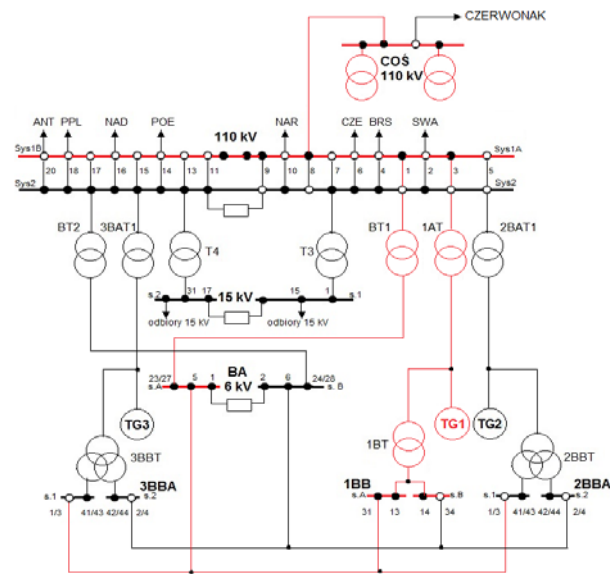 CZERWONAK
COŚ
110 kV
ANT PPL NAD POE 110 kV NAR CZE BRS SWA
Sys1B Sys1A
20 18 17 16 15 14 13 11 9 10 8 7 6 4 1 2 3 5
Sys2 Sys2
BT2 3BAT1 T4 T3 BT1 1AT 2BAT1
s.2 31 17 15 kV 15 1 s.1
odbiory 15 kV odbiory 15 kV
BA
23/27 5 1 6 kV 2 6 24/28
s.A s. B
TG3 TG1 TG2
3BBT 1BT 2BBT
s.1 s.2 3BBA 1BB s.A s.B s.1 s.2 2BBA
1/3 41/43 42/44 2/4 31 13 14 34 1/3 41/43 42/44 2/4